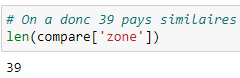 # On a donc 39 pays similaires
len(compare['zone'])
39